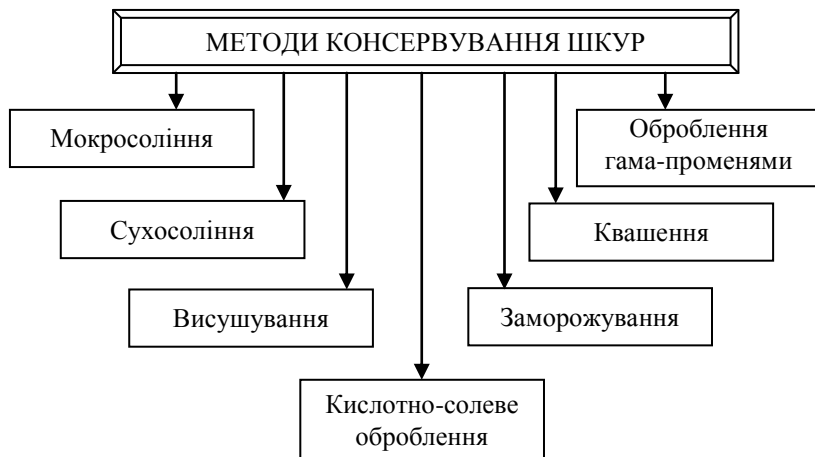 МЕТОДИ КОНСЕРВУВАННЯ ШКУР
Мокросоління
Оброблення
гама-променями
Сухосоління
Квашення
Висушування
Заморожування
Кислотно-солеве
оброблення